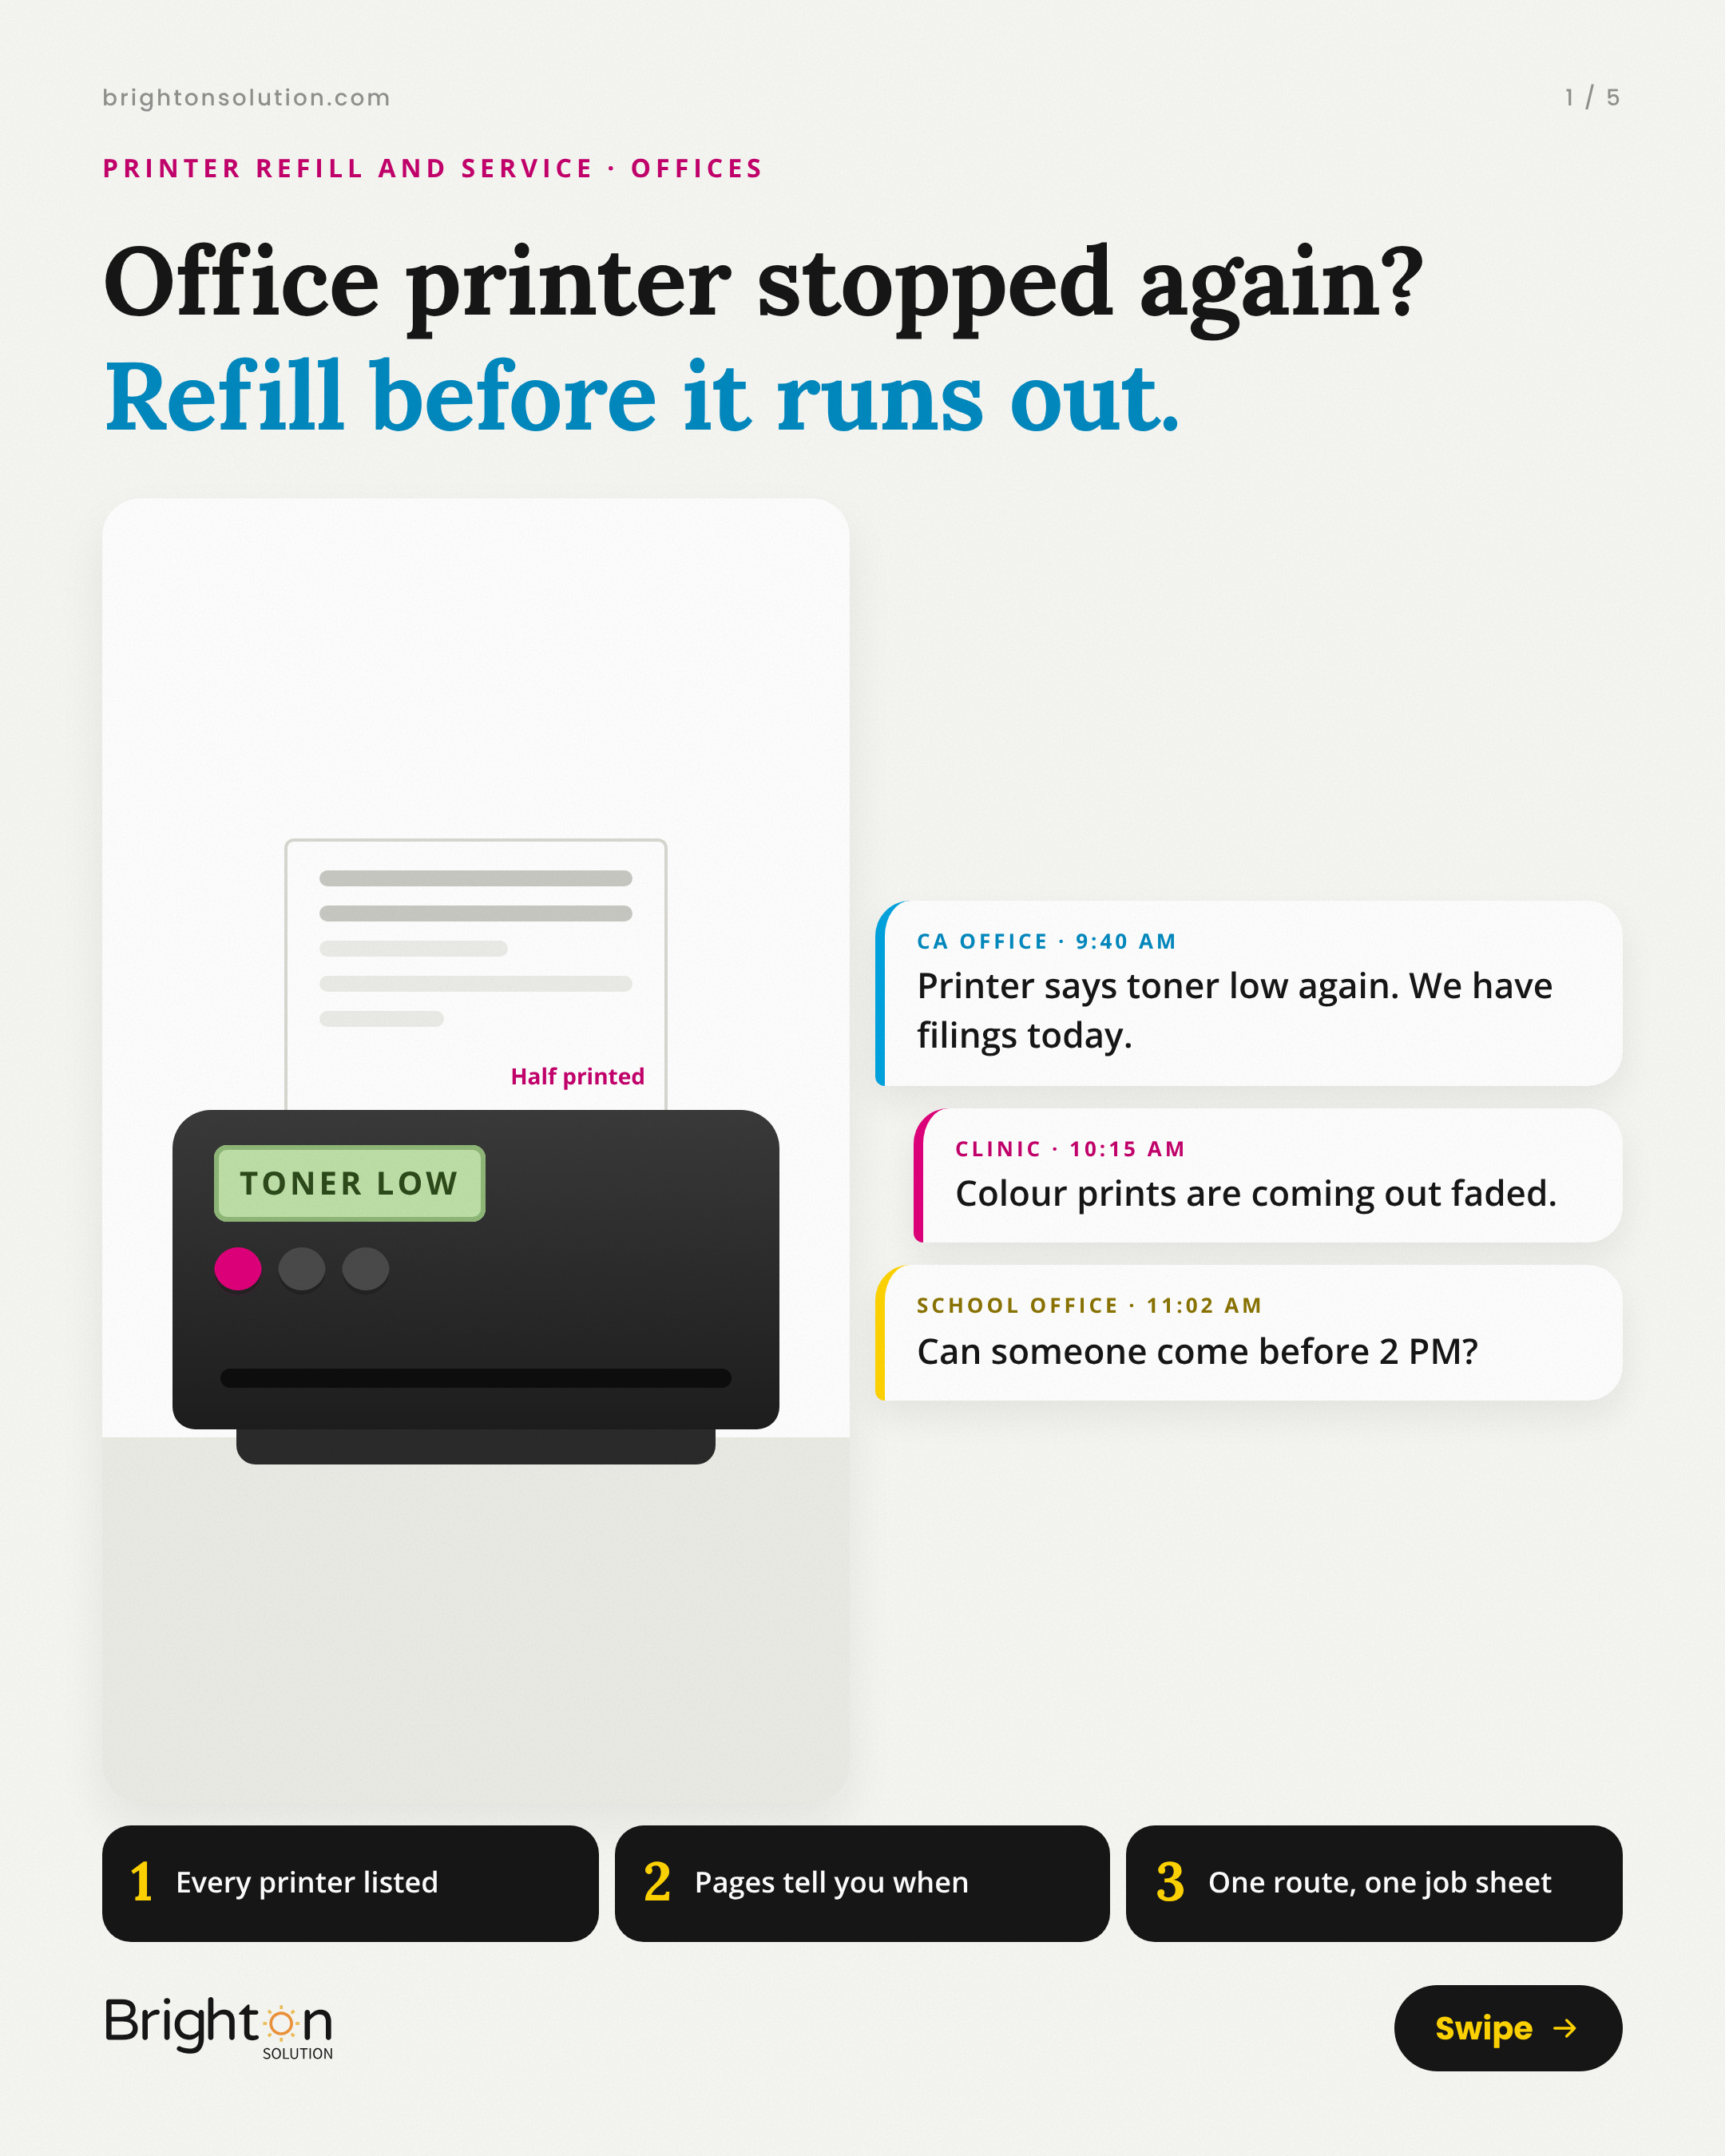 brightonsolution.com
1 / 5
PRINTER REFILL AND SERVICE · OFFICES
Office printer stopped again?
Refill before it runs out.
Half printed
TONER LOW
CA OFFICE · 9:40 AM
Printer says toner low again. We have
filings today.
CLINIC · 10:15 AM
Colour prints are coming out faded.
SCHOOL OFFICE · 11:02 AM
Can someone come before 2 PM?
1 Every printer listed
2 Pages tell you when
3 One route, one job sheet
Brighton
SOLUTION
Swipe →